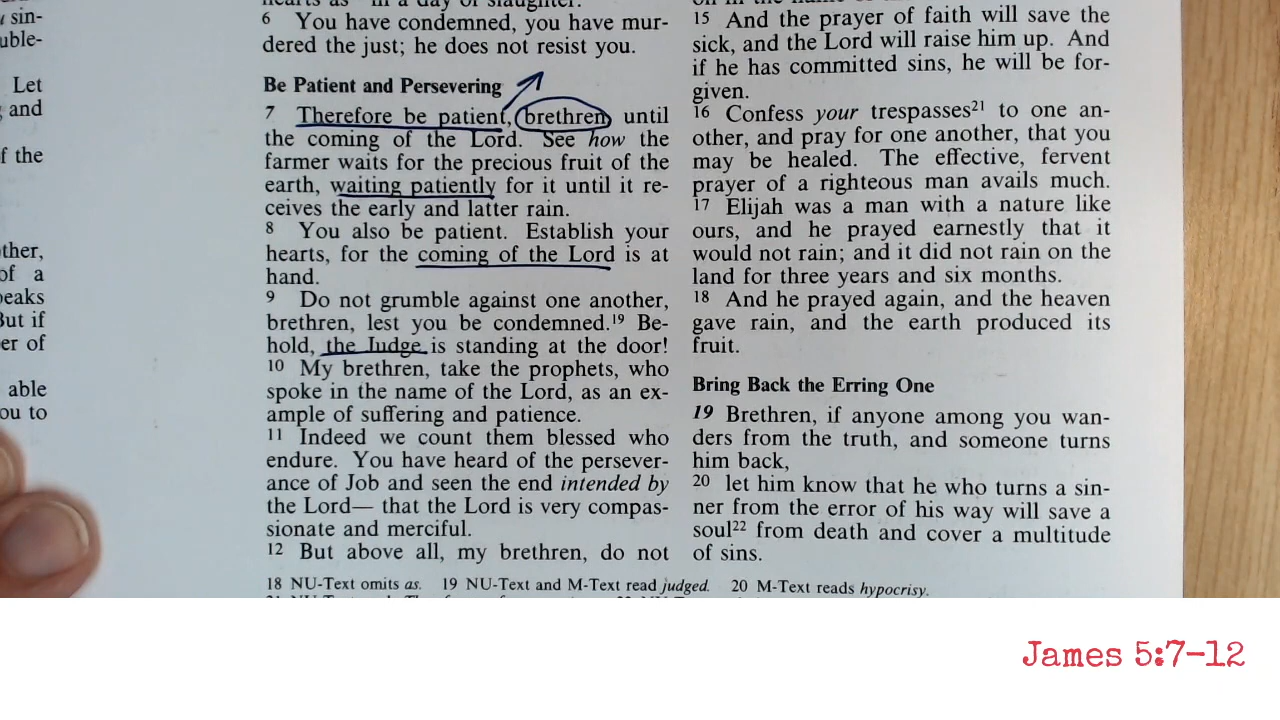 u sin-
uble-
Let
and
f the
ther,
of a
peaks
But if
er of
able
ou to
6 You have condemned, you have mur-
dered the just; he does not resist you.
Be Patient and Persevering
7 Therefore be patient, brethren, until
the coming of the Lord. See how the
farmer waits for the precious fruit of the
earth, waiting patiently for it until it re-
ceives the early and latter rain.
8 You also be patient. Establish your
hearts, for the coming of the Lord is at
hand.
9 Do not grumble against one another,
brethren, lest you be condemned.19 Be-
hold, the Judge is standing at the door!
10 My brethren, take the prophets, who
spoke in the name of the Lord, as an ex-
ample of suffering and patience.
11 Indeed we count them blessed who
endure. You have heard of the persever-
ance of Job and seen the end intended by
the Lord— that the Lord is very compas-
sionate and merciful.
12 But above all, my brethren, do not
15 And the prayer of faith will save the
sick, and the Lord will raise him up. And
if he has committed sins, he will be for-
given.
16 Confess your trespasses21 to one an-
other, and pray for one another, that you
may be healed. The effective, fervent
prayer of a righteous man avails much.
17 Elijah was a man with a nature like
ours, and he prayed earnestly that it
would not rain; and it did not rain on the
land for three years and six months.
18 And he prayed again, and the heaven
gave rain, and the earth produced its
fruit.
Bring Back the Erring One
19 Brethren, if anyone among you wan-
ders from the truth, and someone turns
him back,
20 let him know that he who turns a sin-
ner from the error of his way will save a
soul22 from death and cover a multitude
of sins.
18 NU-Text omits as. 19 NU-Text and M-Text read judged. 20 M-Text reads hypocrisy.
James 5:7-12